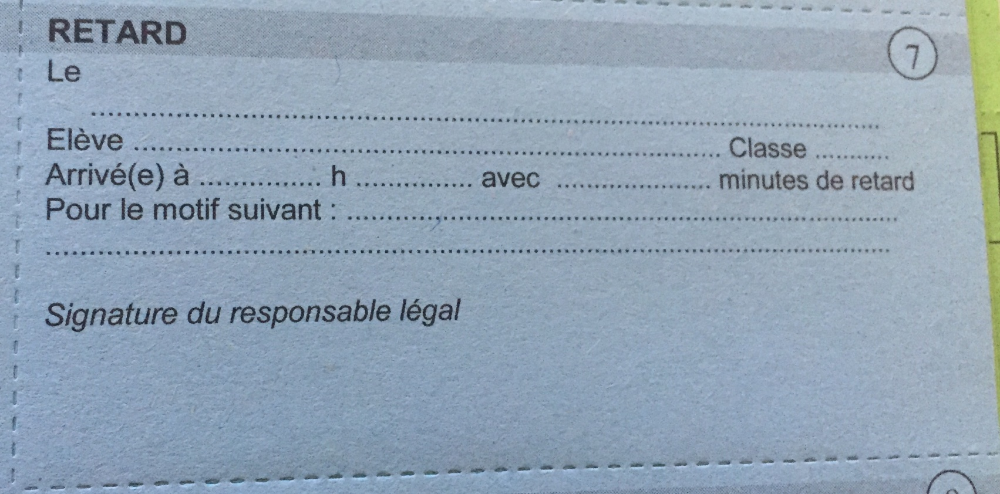 RETARD
7
Le
................................................................................
Elève ................................................................ Classe ...........
Arrivé(e) à ............... h .............. avec .................. minutes de retard
Pour le motif suivant : ............................................................
................................................................................
Signature du responsable légal